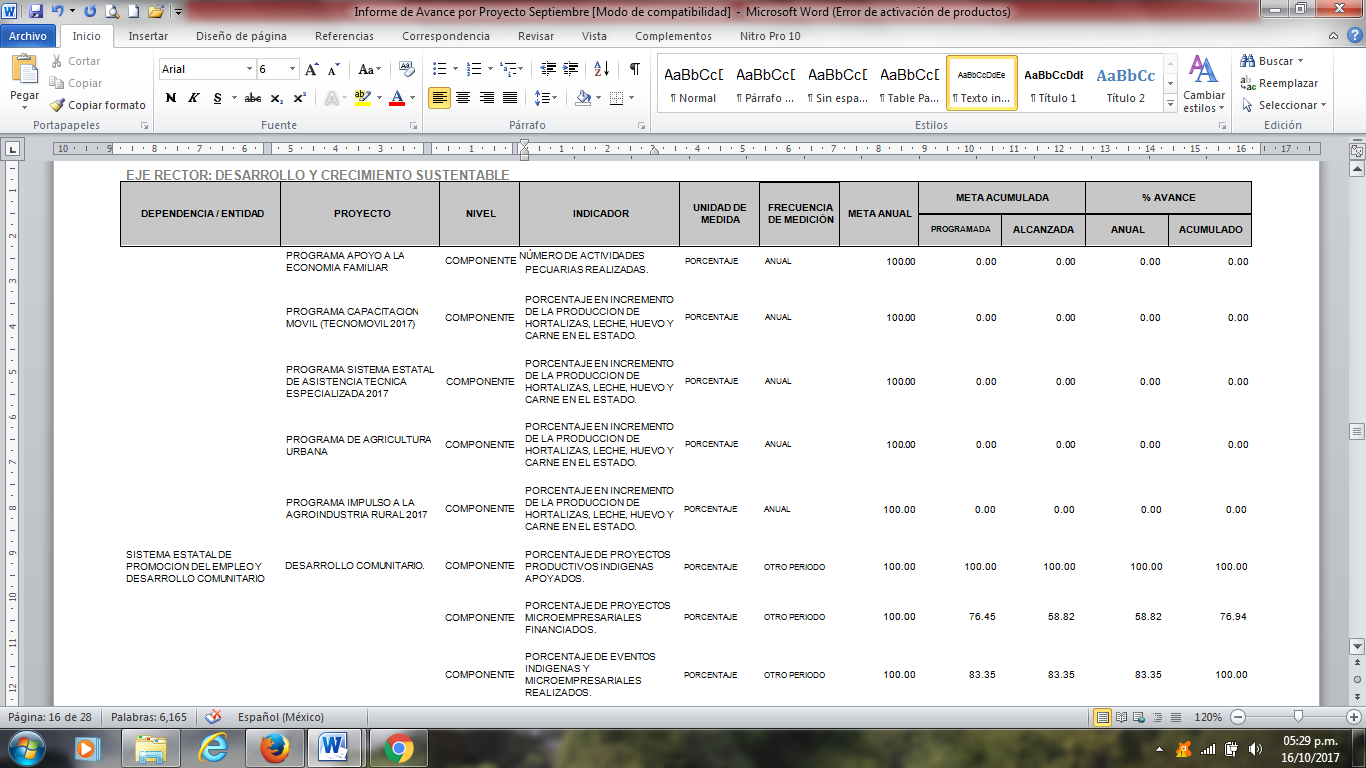 Informe de Avance por Proyecto Septiembre [Modo de compatibilidad] - Microsoft Word (Error de activación de productos)
Archivo Inicio Insertar Diseño de página Referencias Correspondencia Revisar Vista Complementos Nitro Pro 10
Pegar
Cortar
Copiar
Copiar formato
Portapapeles
Arial 6
Fuente
Párrafo
AaBbCcI AaBbCcI AaBbCcI AaBbCcI AaBbCcDdEe AaBbCcDdE AaBbCc
¶ Normal ¶ Párrafo ... ¶ Sin espa... ¶ Table Pa... ¶ Texto in... ¶ Título 1 Título 2
Cambiar estilos
Estilos
Buscar
Reemplazar
Seleccionar
Edición
EJE RECTOR: DESARROLLO Y CRECIMIENTO SUSTENTABLE
DEPENDENCIA / ENTIDAD PROYECTO NIVEL INDICADOR UNIDAD DE MEDIDA FRECUENCIA DE MEDICIÓN META ANUAL META ACUMULADA % AVANCE
PROGRAMADA ALCANZADA ANUAL ACUMULADO
PROGRAMA APOYO A LA ECONOMIA FAMILIAR COMPONENTE NÚMERO DE ACTIVIDADES PECUARIAS REALIZADAS. PORCENTAJE ANUAL 100.00 0.00 0.00 0.00 0.00
PROGRAMA CAPACITACION MOVIL (TECNOMOVIL 2017) COMPONENTE PORCENTAJE EN INCREMENTO DE LA PRODUCCION DE HORTALIZAS, LECHE, HUEVO Y CARNE EN EL ESTADO. PORCENTAJE ANUAL 100.00 0.00 0.00 0.00 0.00
PROGRAMA SISTEMA ESTATAL DE ASISTENCIA TECNICA ESPECIALIZADA 2017 COMPONENTE PORCENTAJE EN INCREMENTO DE LA PRODUCCION DE HORTALIZAS, LECHE, HUEVO Y CARNE EN EL ESTADO. PORCENTAJE ANUAL 100.00 0.00 0.00 0.00 0.00
PROGRAMA DE AGRICULTURA URBANA COMPONENTE PORCENTAJE EN INCREMENTO DE LA PRODUCCION DE HORTALIZAS, LECHE, HUEVO Y CARNE EN EL ESTADO. PORCENTAJE ANUAL 100.00 0.00 0.00 0.00 0.00
PROGRAMA IMPULSO A LA AGROINDUSTRIA RURAL 2017 COMPONENTE PORCENTAJE EN INCREMENTO DE LA PRODUCCION DE HORTALIZAS, LECHE, HUEVO Y CARNE EN EL ESTADO. PORCENTAJE ANUAL 100.00 0.00 0.00 0.00 0.00
SISTEMA ESTATAL DE PROMOCION DEL EMPLEO Y DESARROLLO COMUNITARIO DESARROLLO COMUNITARIO. COMPONENTE PORCENTAJE DE PROYECTOS PRODUCTIVOS INDIGENAS APOYADOS. PORCENTAJE OTRO PERIODO 100.00 100.00 100.00 100.00 100.00
COMPONENTE PORCENTAJE DE PROYECTOS MICROEMPRESARIALES FINANCIADOS. PORCENTAJE OTRO PERIODO 100.00 76.45 58.82 58.82 76.94
COMPONENTE PORCENTAJE DE EVENTOS INDIGENAS Y MICROEMPRESARIALES REALIZADOS. PORCENTAJE OTRO PERIODO 100.00 83.35 83.35 83.35 100.00
Página: 16 de 28 Palabras: 6,165 Español (México) 120%
05:29 p.m.
16/10/2017